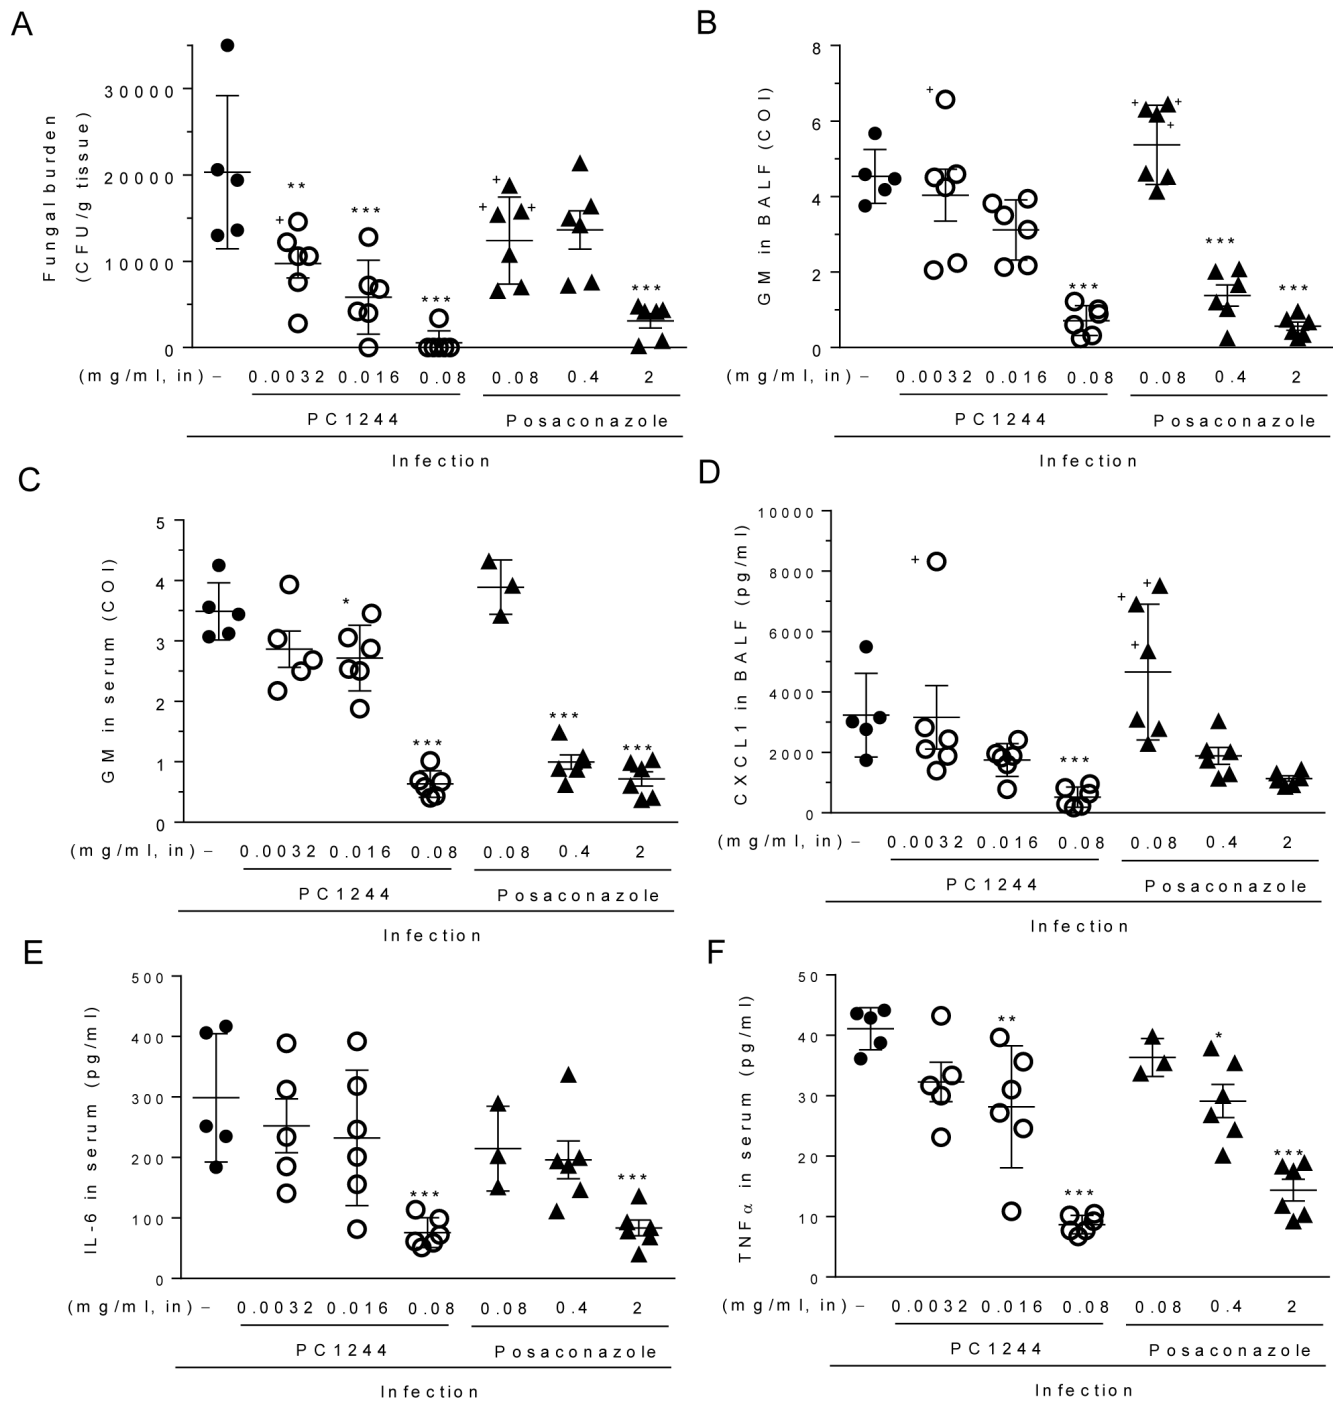 A
Fungal burden
(CFU/g tissue)
30000
20000
10000
0
+
**
***
***
+
+
+
***
(mg/ml, in) –
0.0032
0.016
0.08
0.08
0.4
2
PC1244
Posaconazole
Infection
B
GM in BALF (COI)
8
6
4
2
0
+
***
+
+
+
***
***
(mg/ml, in) –
0.0032
0.016
0.08
0.08
0.4
2
PC1244
Posaconazole
Infection
C
GM in serum (COI)
5
4
3
2
1
0
*
***
***
***
(mg/ml, in) –
0.0032
0.016
0.08
0.08
0.4
2
PC1244
Posaconazole
Infection
D
CXCL1 in BALF (pg/ml)
10000
8000
6000
4000
2000
0
+
***
+
+
+
(mg/ml, in) –
0.0032
0.016
0.08
0.08
0.4
2
PC1244
Posaconazole
Infection
E
IL-6 in serum (pg/ml)
500
400
300
200
100
0
***
***
(mg/ml, in) –
0.0032
0.016
0.08
0.08
0.4
2
PC1244
Posaconazole
Infection
F
TNFα in serum (pg/ml)
50
40
30
20
10
0
**
***
*
***
(mg/ml, in) –
0.0032
0.016
0.08
0.08
0.4
2
PC1244
Posaconazole
Infection